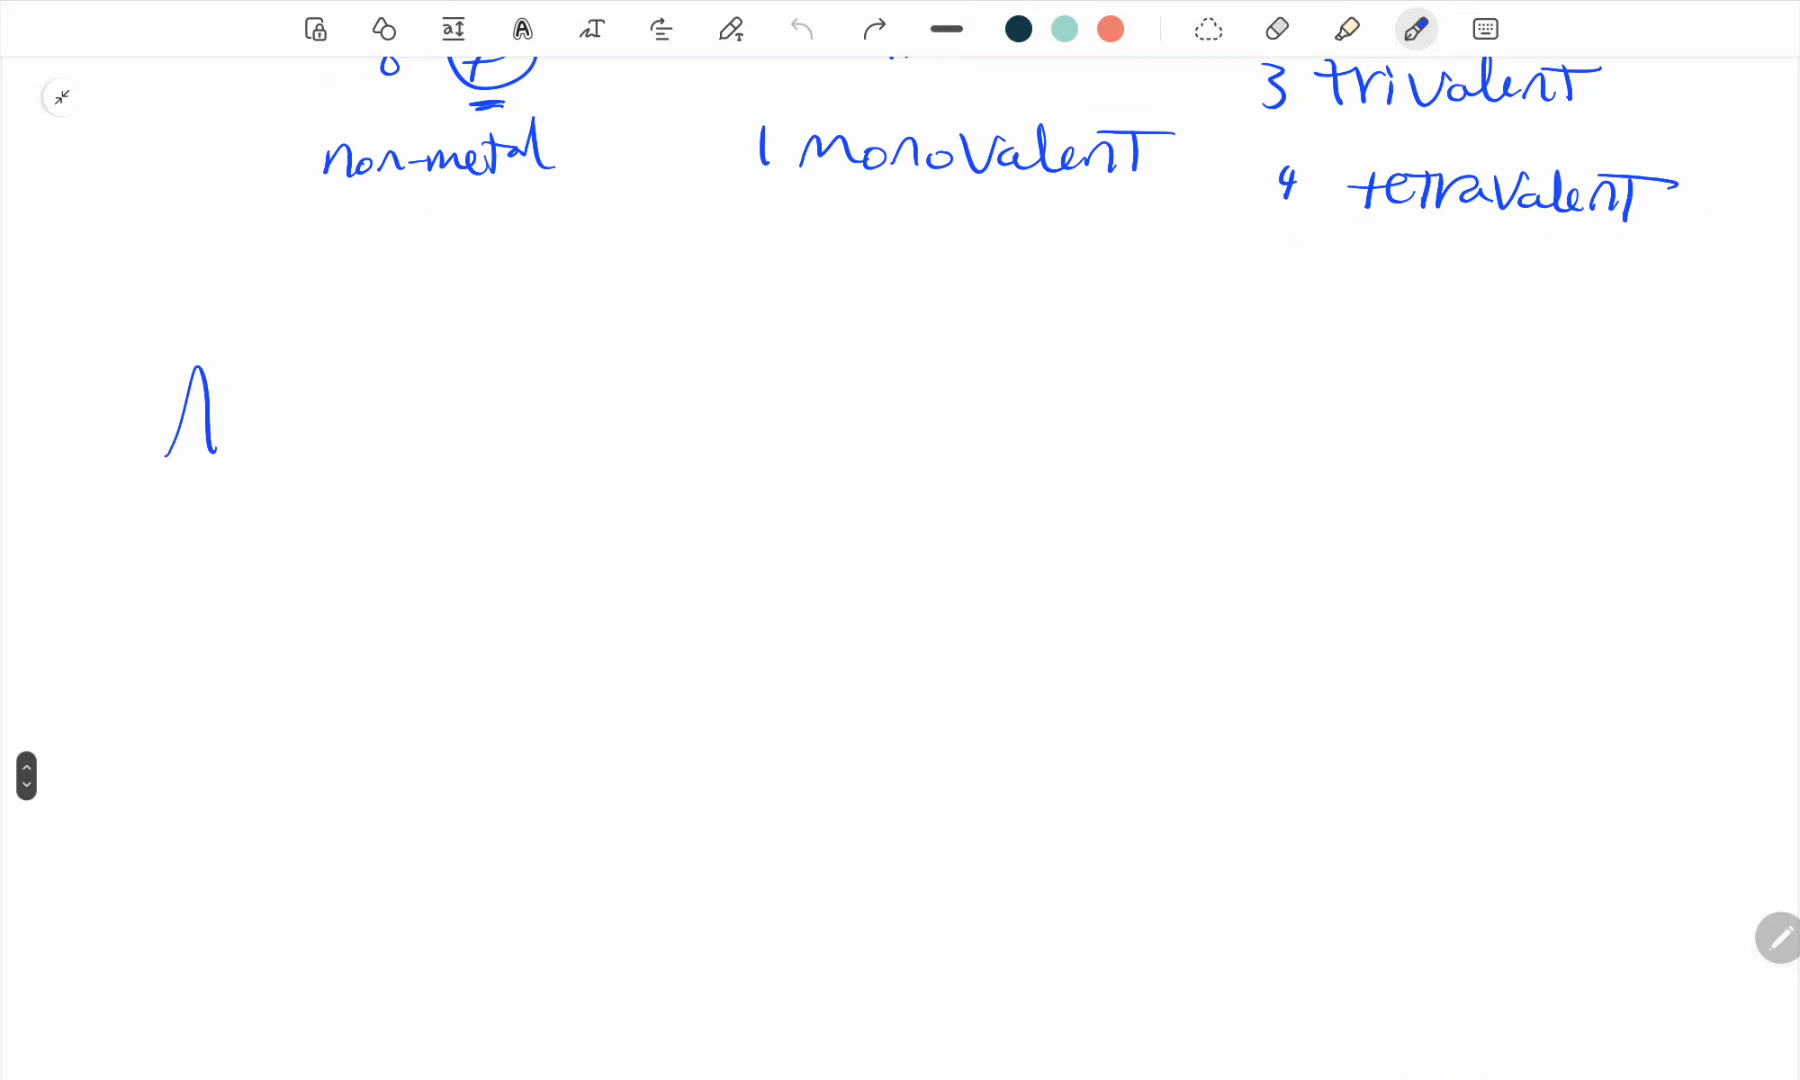 non-metal
1 monovalent
3 trivalent
4 tetravalent